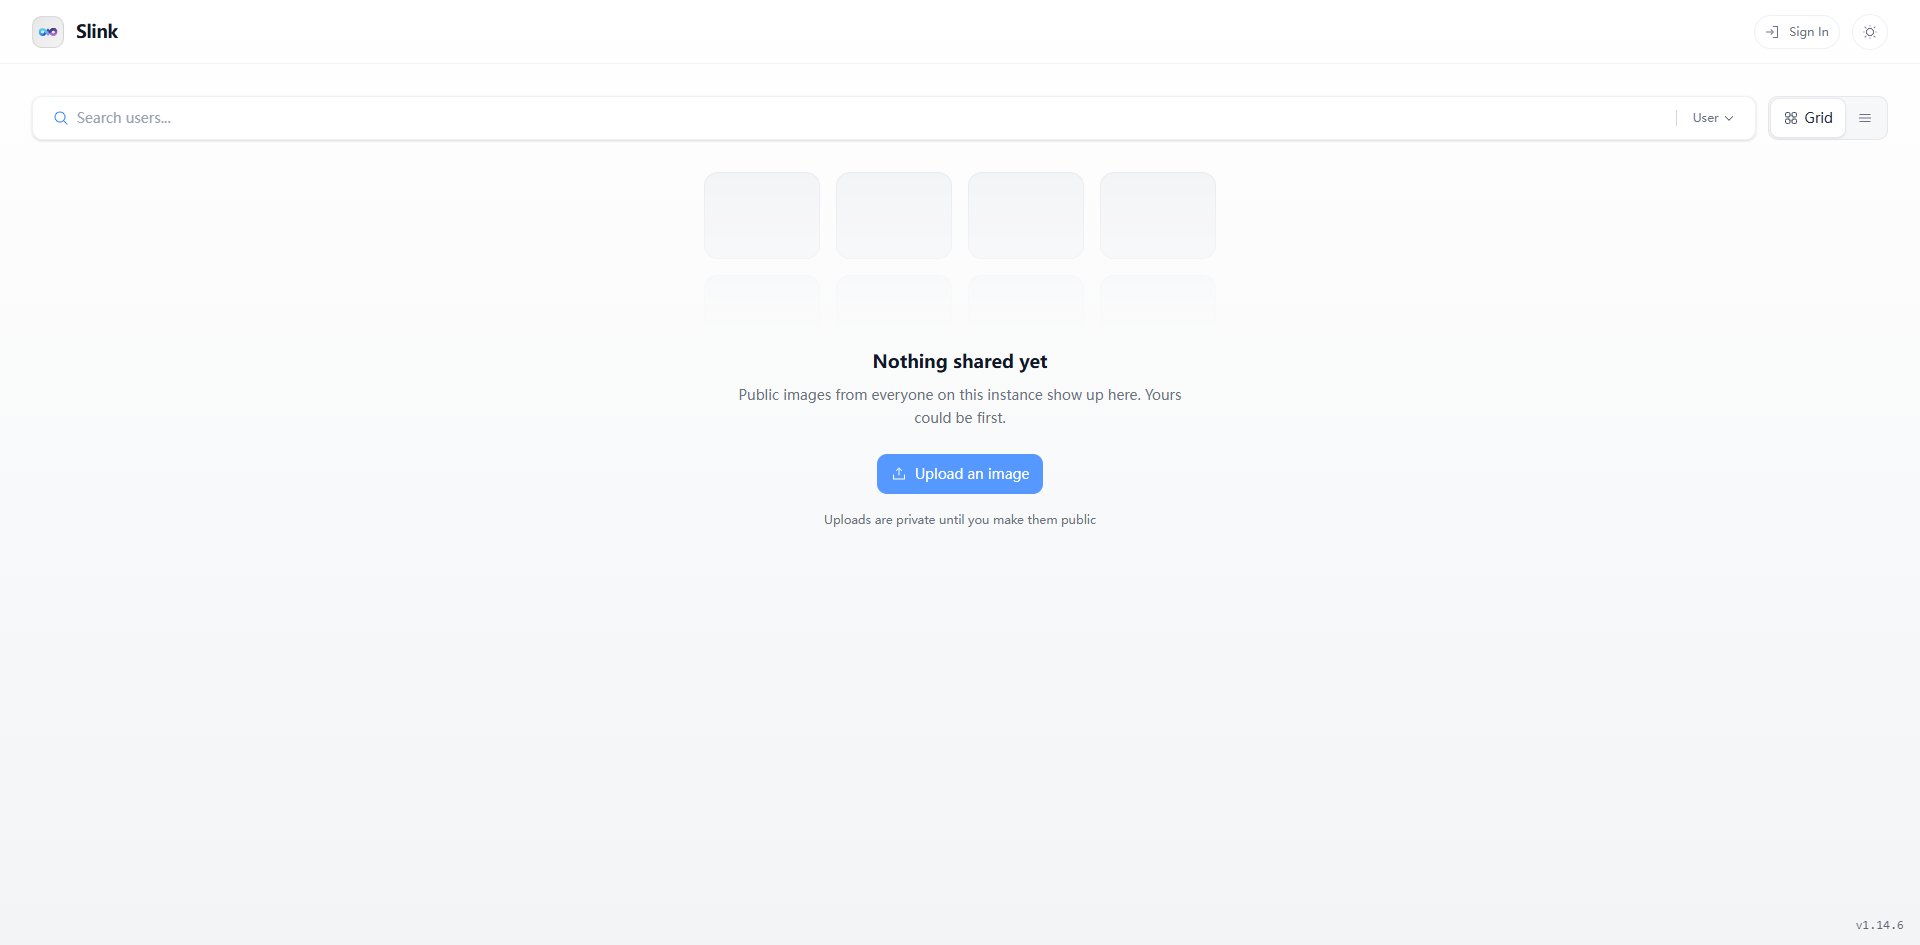 Slink
Sign In
Search users...
User
Grid
Nothing shared yet
Public images from everyone on this instance show up here. Yours
could be first.
Upload an image
Uploads are private until you make them public
v1.14.6